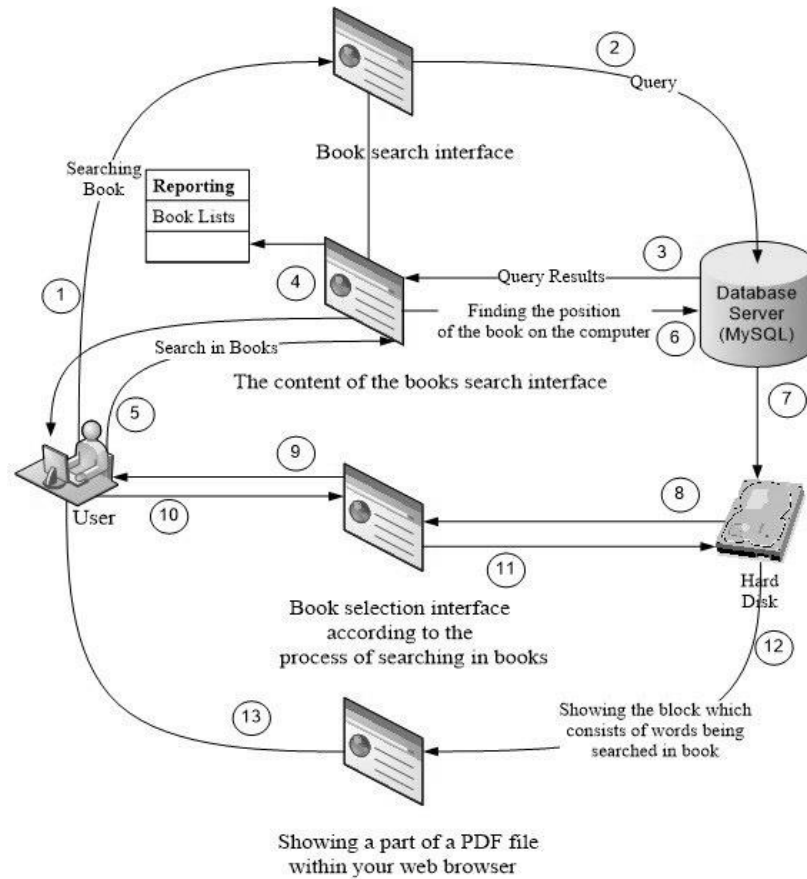 2
Query
Book search interface
Searching
Book
Reporting
Book Lists
1
4
3
Query Results
Database
Server
(MySQL)
Finding the position
of the book on the computer
6
Search in Books
The content of the books search interface
5
7
9
8
User
10
11
Hard
Disk
Book selection interface
according to the
process of searching in books
12
13
Showing the block which
consists of words being
searched in book
Showing a part of a PDF file
within your web browser